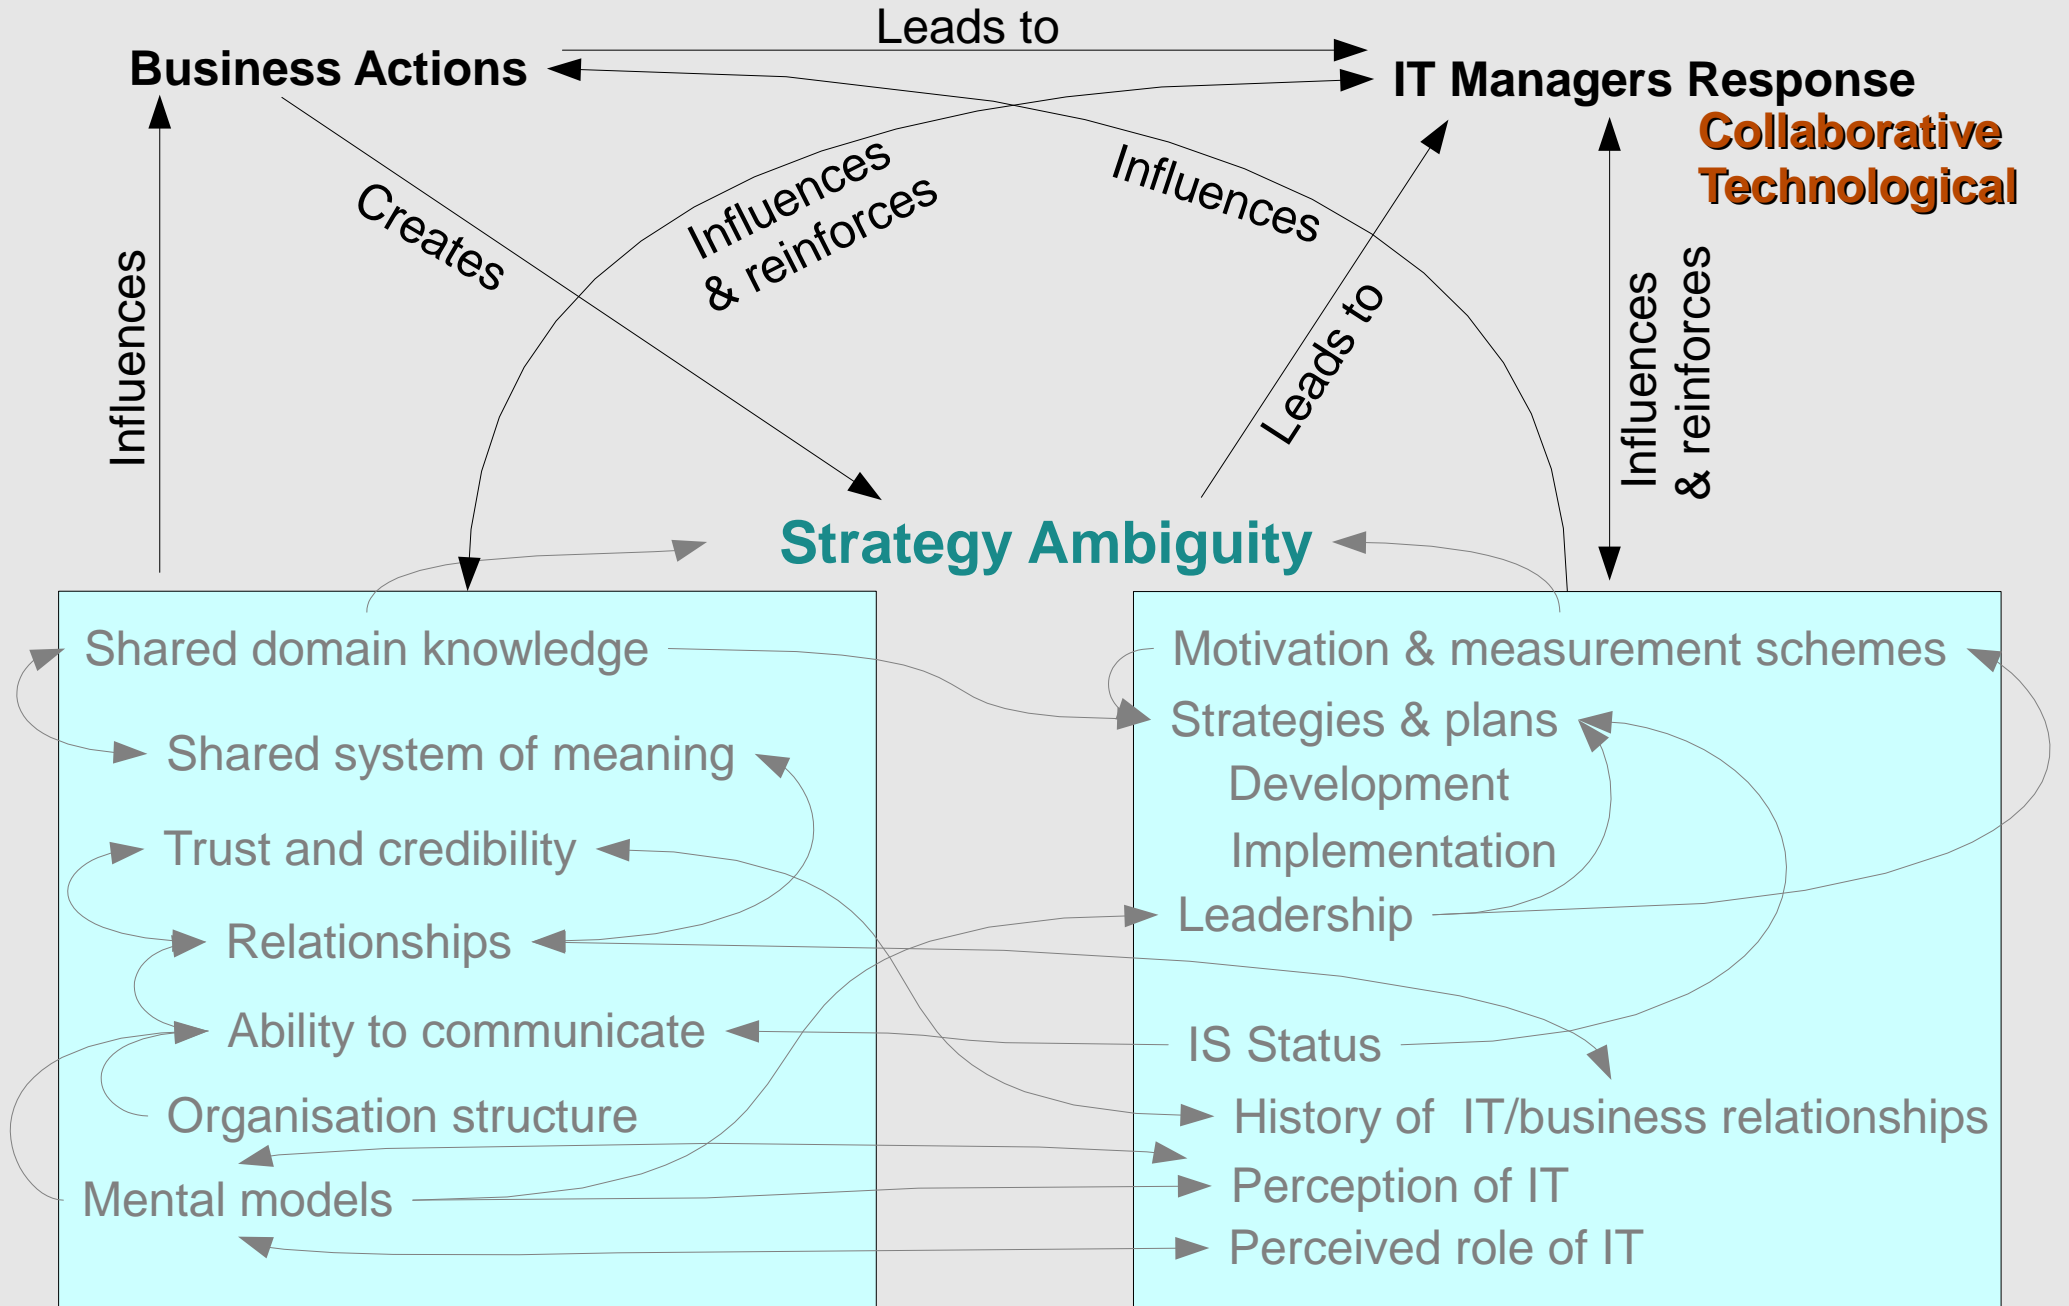 Leads to
Business Actions
IT Managers Response
Collaborative
Technological
Influences
Creates
Influences
& reinforces
Influences
Leads to
Influences
& reinforces
Strategy Ambiguity
Shared domain knowledge
Shared system of meaning
Trust and credibility
Relationships
Ability to communicate
Organisation structure
Mental models
Motivation & measurement schemes
Strategies & plans
Development
Implementation
Leadership
IS Status
History of  IT/business relationships
Perception of IT
Perceived role of IT